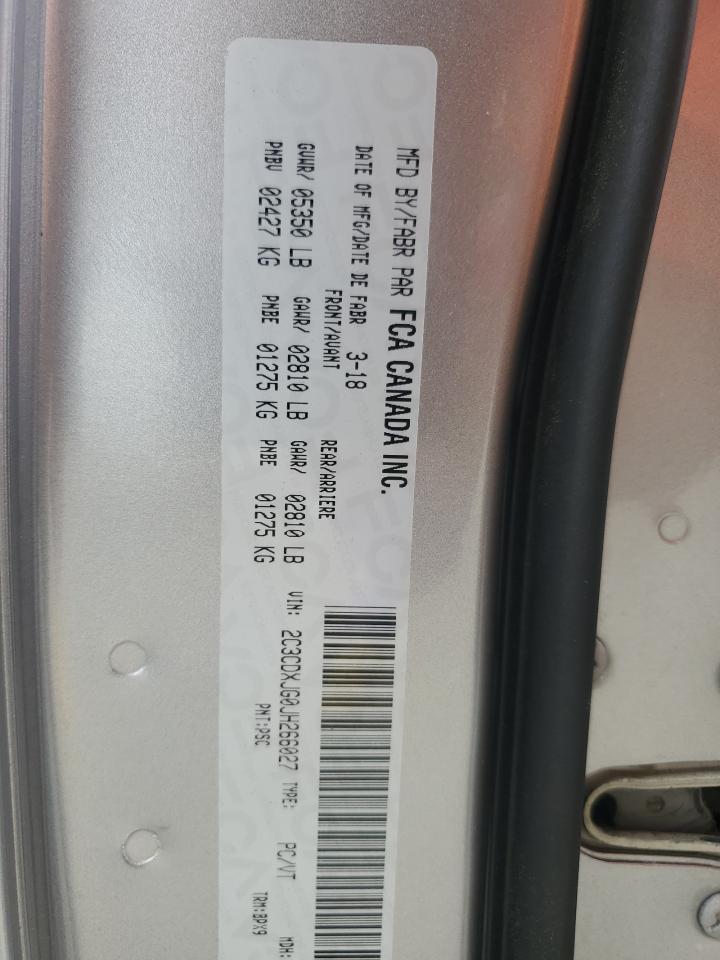 MFD BY/FABR PAR FCA CANADA INC.
DATE OF MFG/DATE DE FABR 3-18
FRONT/AVANT REAR/ARRIERE
GVWR/ 05350 LB GAWR/ 02810 LB GAWR/ 02810 LB
PNBV 02427 KG PNBE 01275 KG PNBE 01275 KG
VIN: 2C3CDXJG0JH266027 TYPE: PC/VT MDH:
PNT:PSC TRM:BPX9